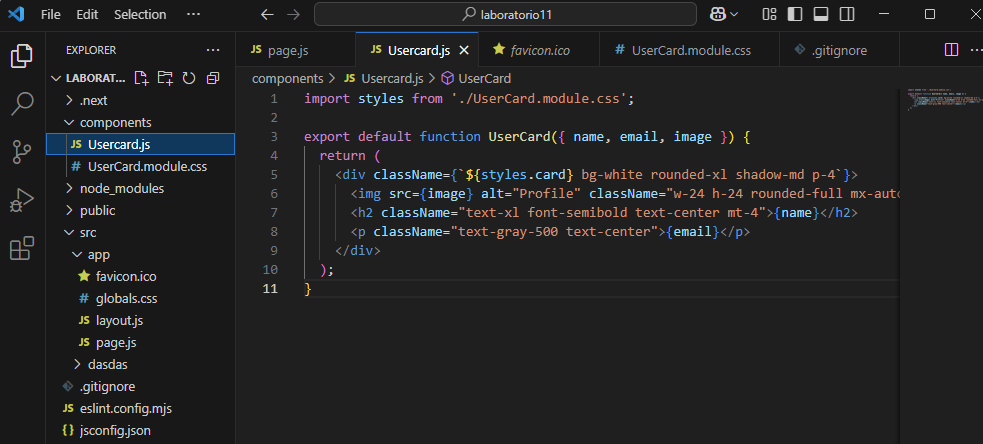 File Edit Selection ... laboratorio11
EXPLORER ...
LABORAT...
.next
components
JS Usercard.js
# UserCard.module.css
node_modules
public
src
app
favicon.ico
# globals.css
JS layout.js
JS page.js
dasdas
.gitignore
JS eslint.config.mjs
{} jsconfig.json
JS page.js JS Usercard.js favicon.ico # UserCard.module.css .gitignore ...
components > JS Usercard.js > UserCard
1 import styles from './UserCard.module.css';
2
3 export default function UserCard({ name, email, image }) {
4 return (
5 <div className={`${styles.card} bg-white rounded-xl shadow-md p-4`}>
6 <img src={image} alt="Profile" className="w-24 h-24 rounded-full mx-auto
7 <h2 className="text-xl font-semibold text-center mt-4">{name}</h2>
8 <p className="text-gray-500 text-center">{email}</p>
9 </div>
10 );
11 }